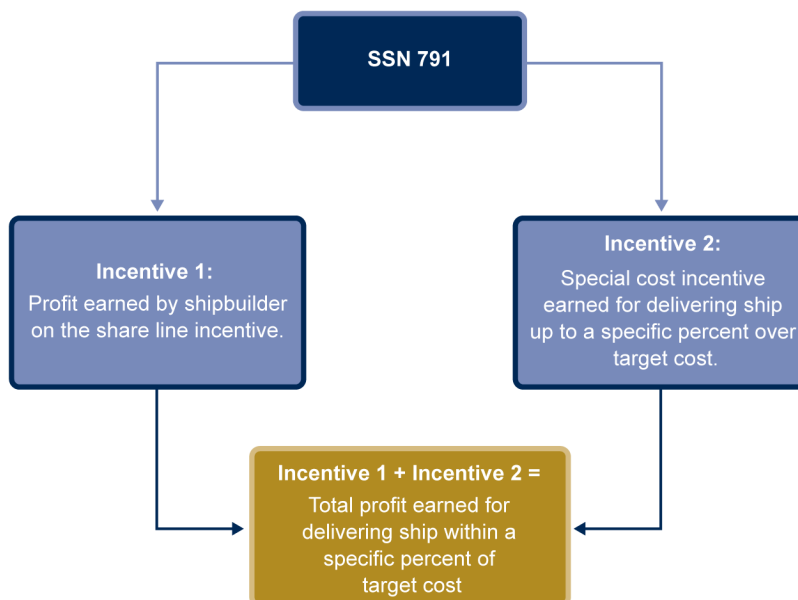 SSN 791
Incentive 1:
Profit earned by shipbuilder
on the share line incentive.
Incentive 2:
Special cost incentive
earned for delivering ship
up to a specific percent over
target cost.
Incentive 1 + Incentive 2 =
Total profit earned for
delivering ship within a
specific percent of
target cost